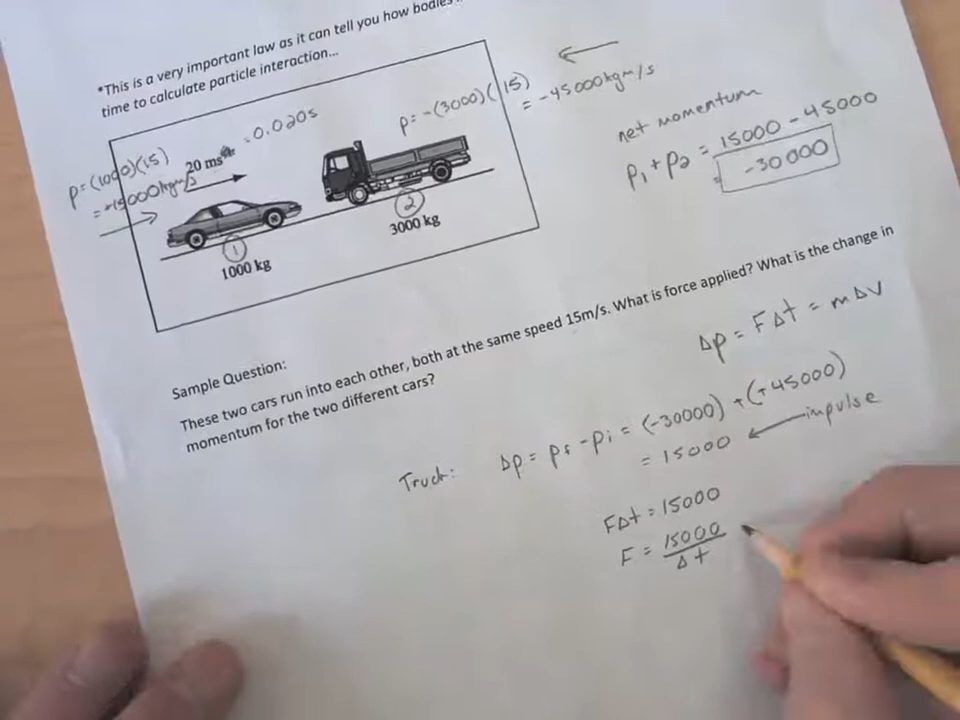 *This is a very important law as it can tell you how bodies
time to calculate particle interaction...
p=(1000)(15)
= +15000kgm/s
20 ms
= 0.020s
p=-(3000)(15)
= -45000kgm/s
1
1000 kg
2
3000 kg
net momentum
p₁ + p₂ = 15000 - 45000
= -30000
Sample Question:
These two cars run into each other, both at the same speed 15m/s. What is force applied? What is the change in
momentum for the two different cars?
Δp = FΔt = mΔv
Truck: Δp = pf - pi = (-30000) + (+45000)
= 15000 ← impulse
FΔt = 15000
F = 15000
Δt